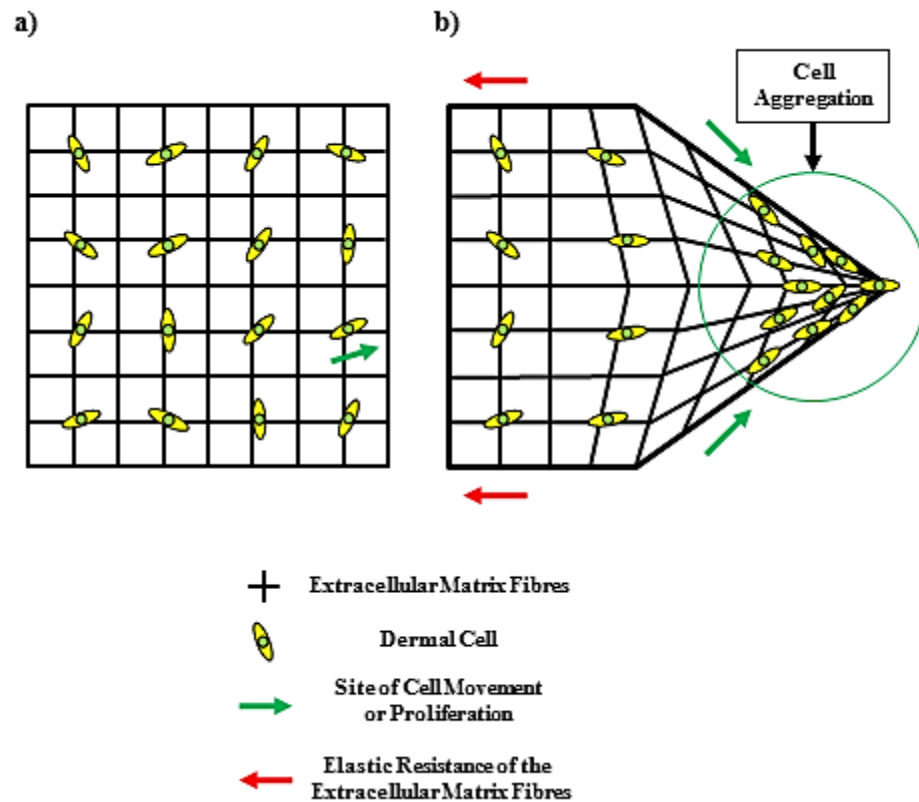 a)
b)
Cell
Aggregation
Extracellular Matrix Fibres
Dermal Cell
Site of Cell Movement
or Proliferation
Elastic Resistance of the
Extracellular Matrix Fibres